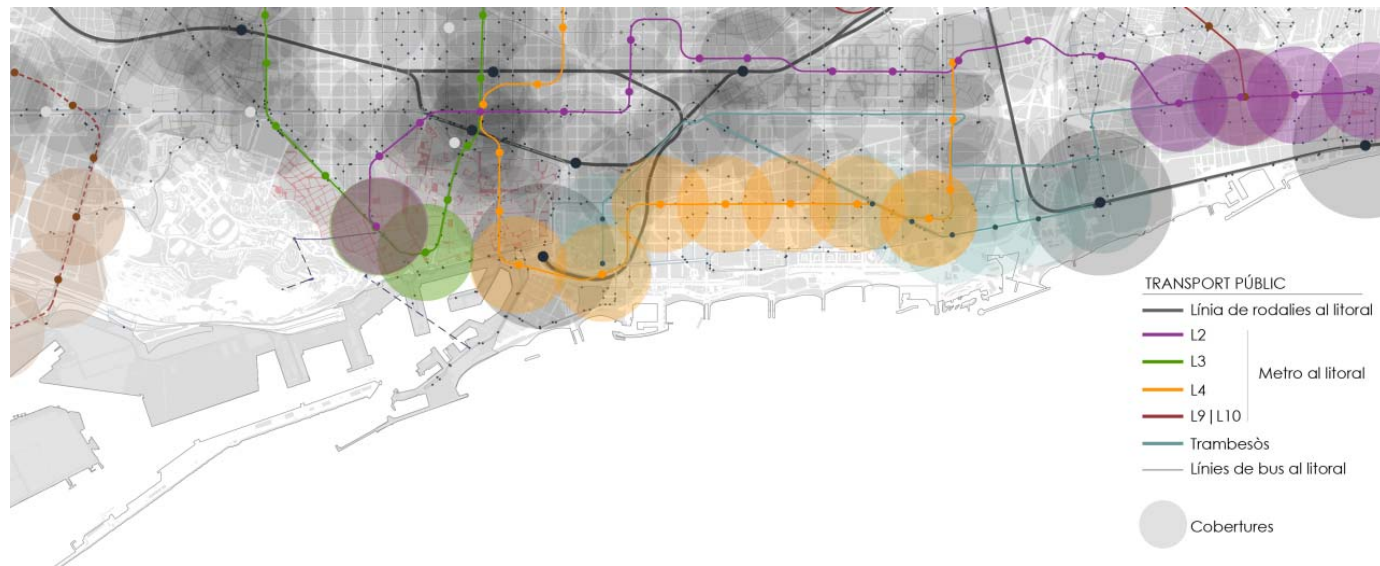 TRANSPORT PÚBLIC
Línia de rodalies al litoral
L2
L3
Metro al litoral
L4
L9|L10
Trambesòs
Línies de bus al litoral
Cobertures